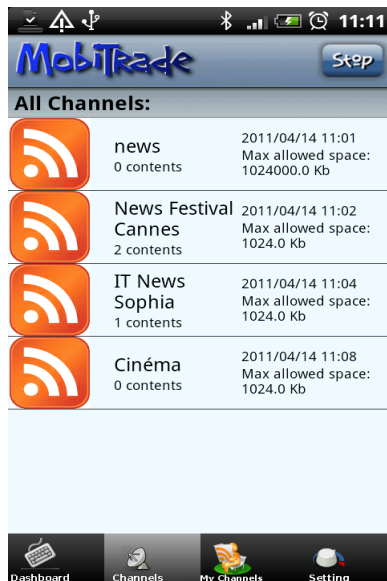 11:11
MobiTrade
Stop
All Channels:
news
0 contents
2011/04/14 11:01
Max allowed space:
1024000.0 Kb
News Festival
Cannes
2 contents
2011/04/14 11:02
Max allowed space:
1024.0 Kb
IT News
Sophia
1 contents
2011/04/14 11:04
Max allowed space:
1024.0 Kb
Cinéma
0 contents
2011/04/14 11:08
Max allowed space:
1024.0 Kb
Dashboard
Channels
My Channels
Setting